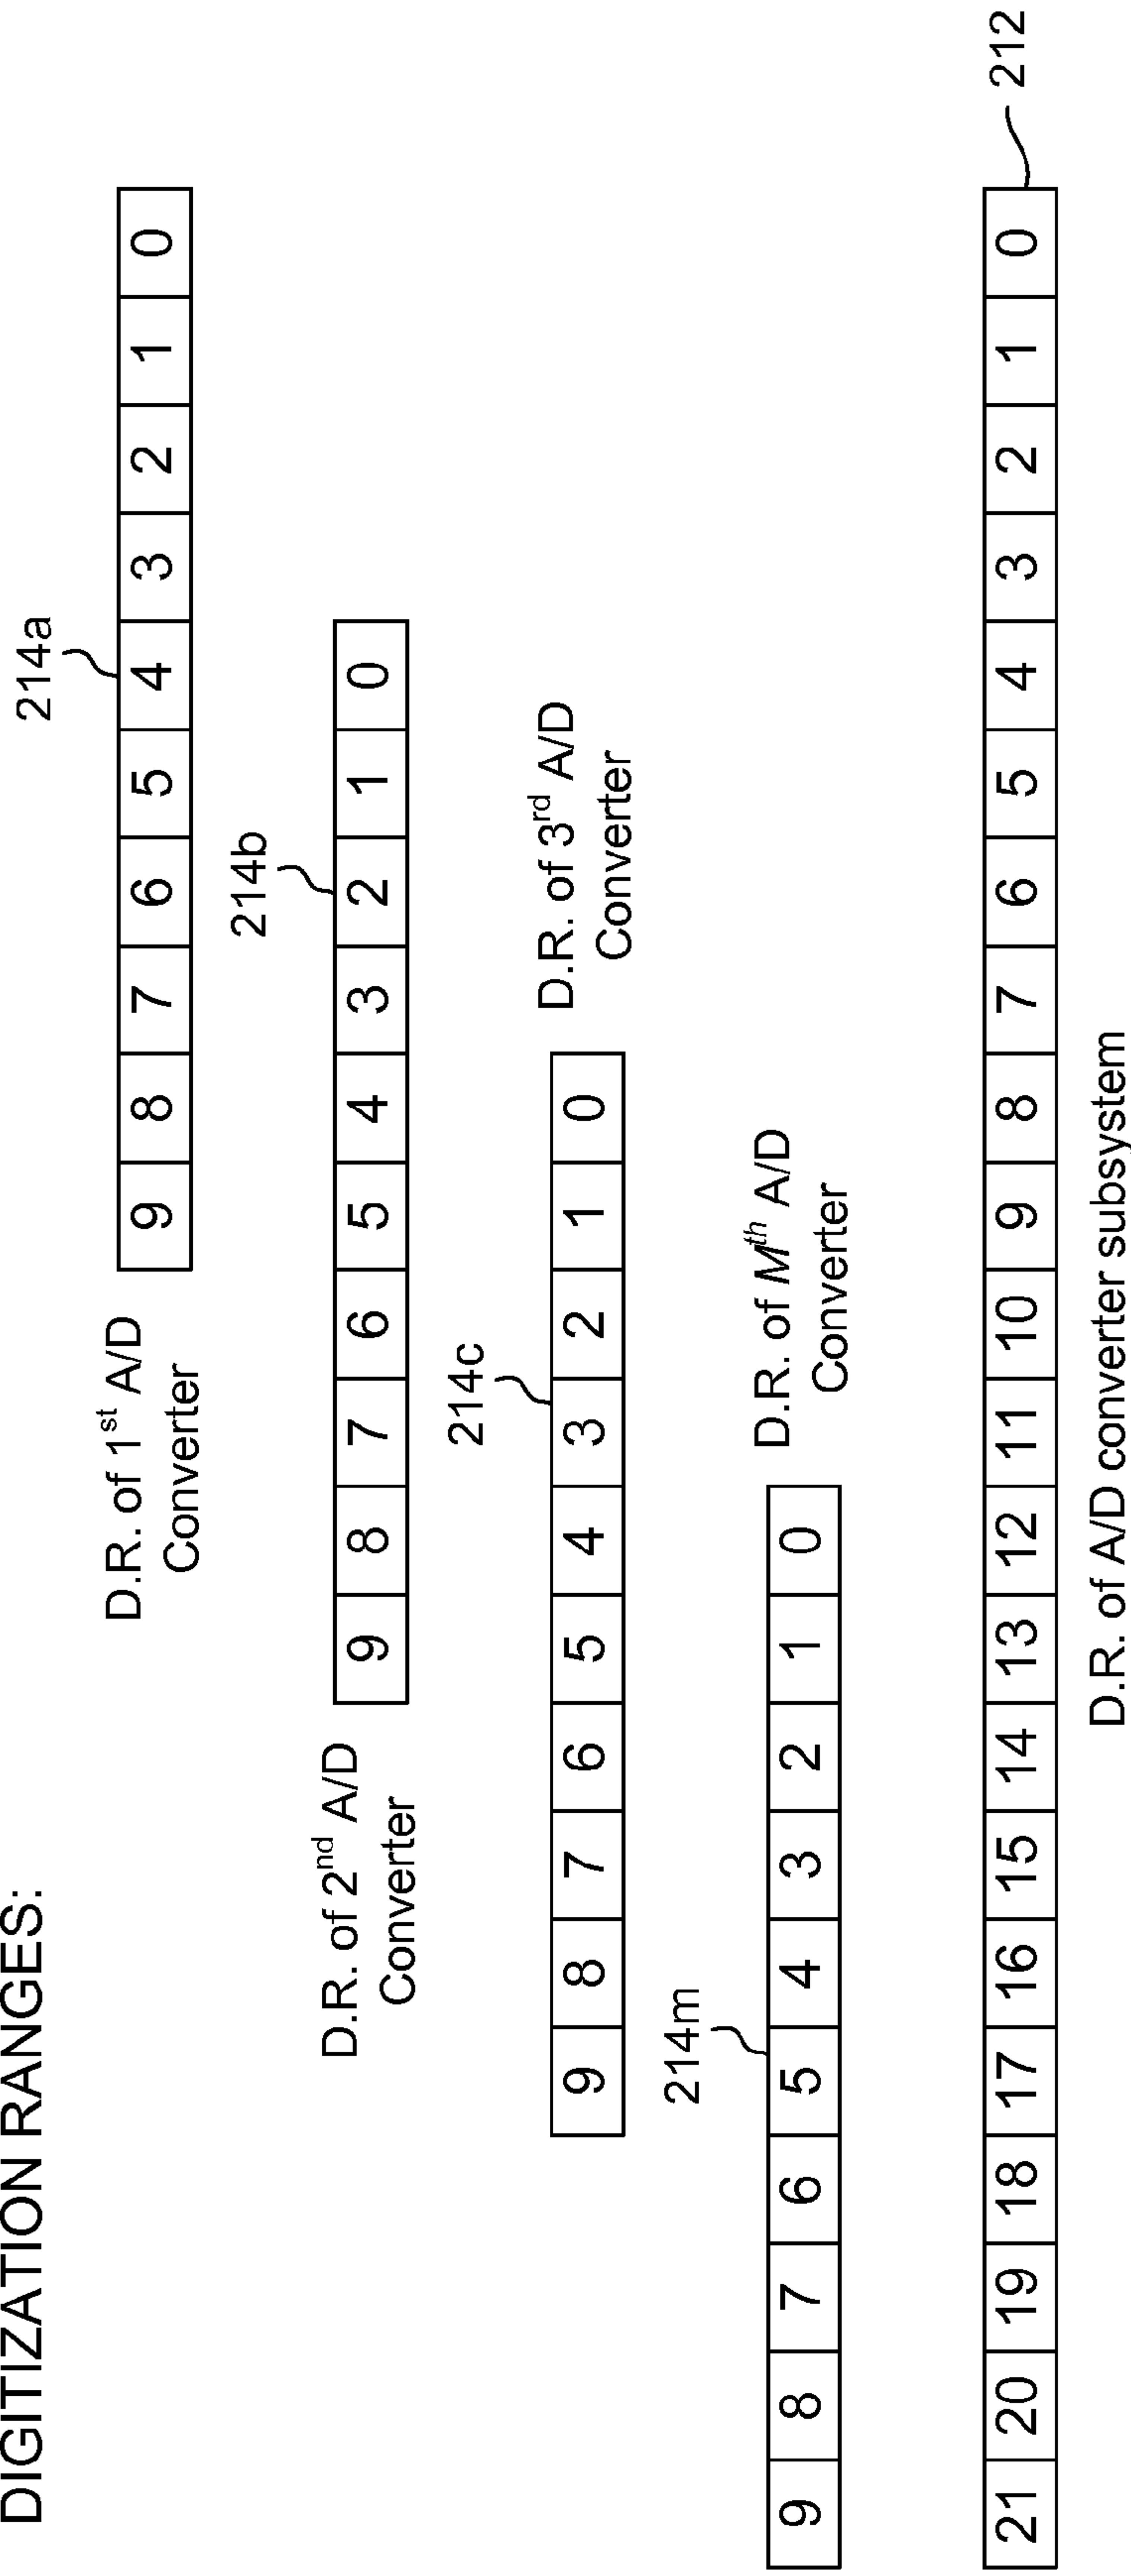 DIGITIZATION RANGES:
214a
D.R. of 1st A/D
Converter
9 8 7 6 5 4 3 2 1 0
214b
D.R. of 2nd A/D
Converter
9 8 7 6 5 4 3 2 1 0
214c
9 8 7 6 5 4 3 2 1 0
D.R. of 3rd A/D
Converter
214m
9 8 7 6 5 4 3 2 1 0
D.R. of Mth A/D
Converter
21 20 19 18 17 16 15 14 13 12 11 10 9 8 7 6 5 4 3 2 1 0
212
D.R. of A/D converter subsystem